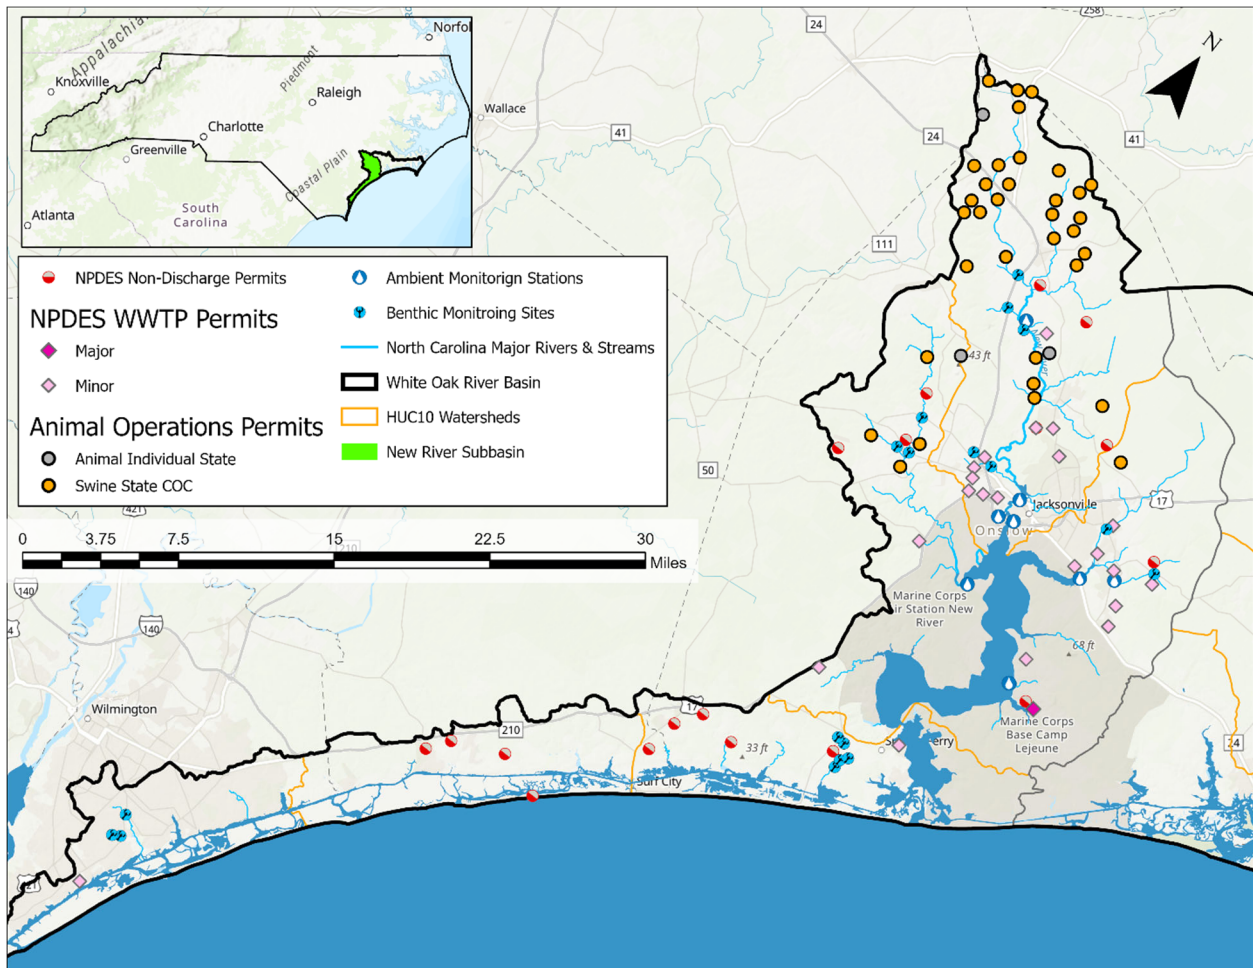 Appalachia
Knoxville
Piedmont
Raleigh
Norfol
Charlotte
Greenville
Coastal Plain
Atlanta
South
Carolina
24
258
N
Wallace
41
24
41
111
NPDES Non-Discharge Permits
NPDES WWTP Permits
Major
Minor
Animal Operations Permits
Animal Individual State
Swine State COC
Ambient Monitorign Stations
Benthic Monitroing Sites
North Carolina Major Rivers & Streams
White Oak River Basin
HUC10 Watersheds
New River Subbasin
43 ft
50
17
421
210
Jacksonville
Onslow
0 3.75 7.5 15 22.5 30
Miles
140
140
Marine Corps
ir Station New
River
68 ft
Wilmington
17
210
Marine Corps
Base Camp
Lejeune
24
33 ft
erry
Surf City